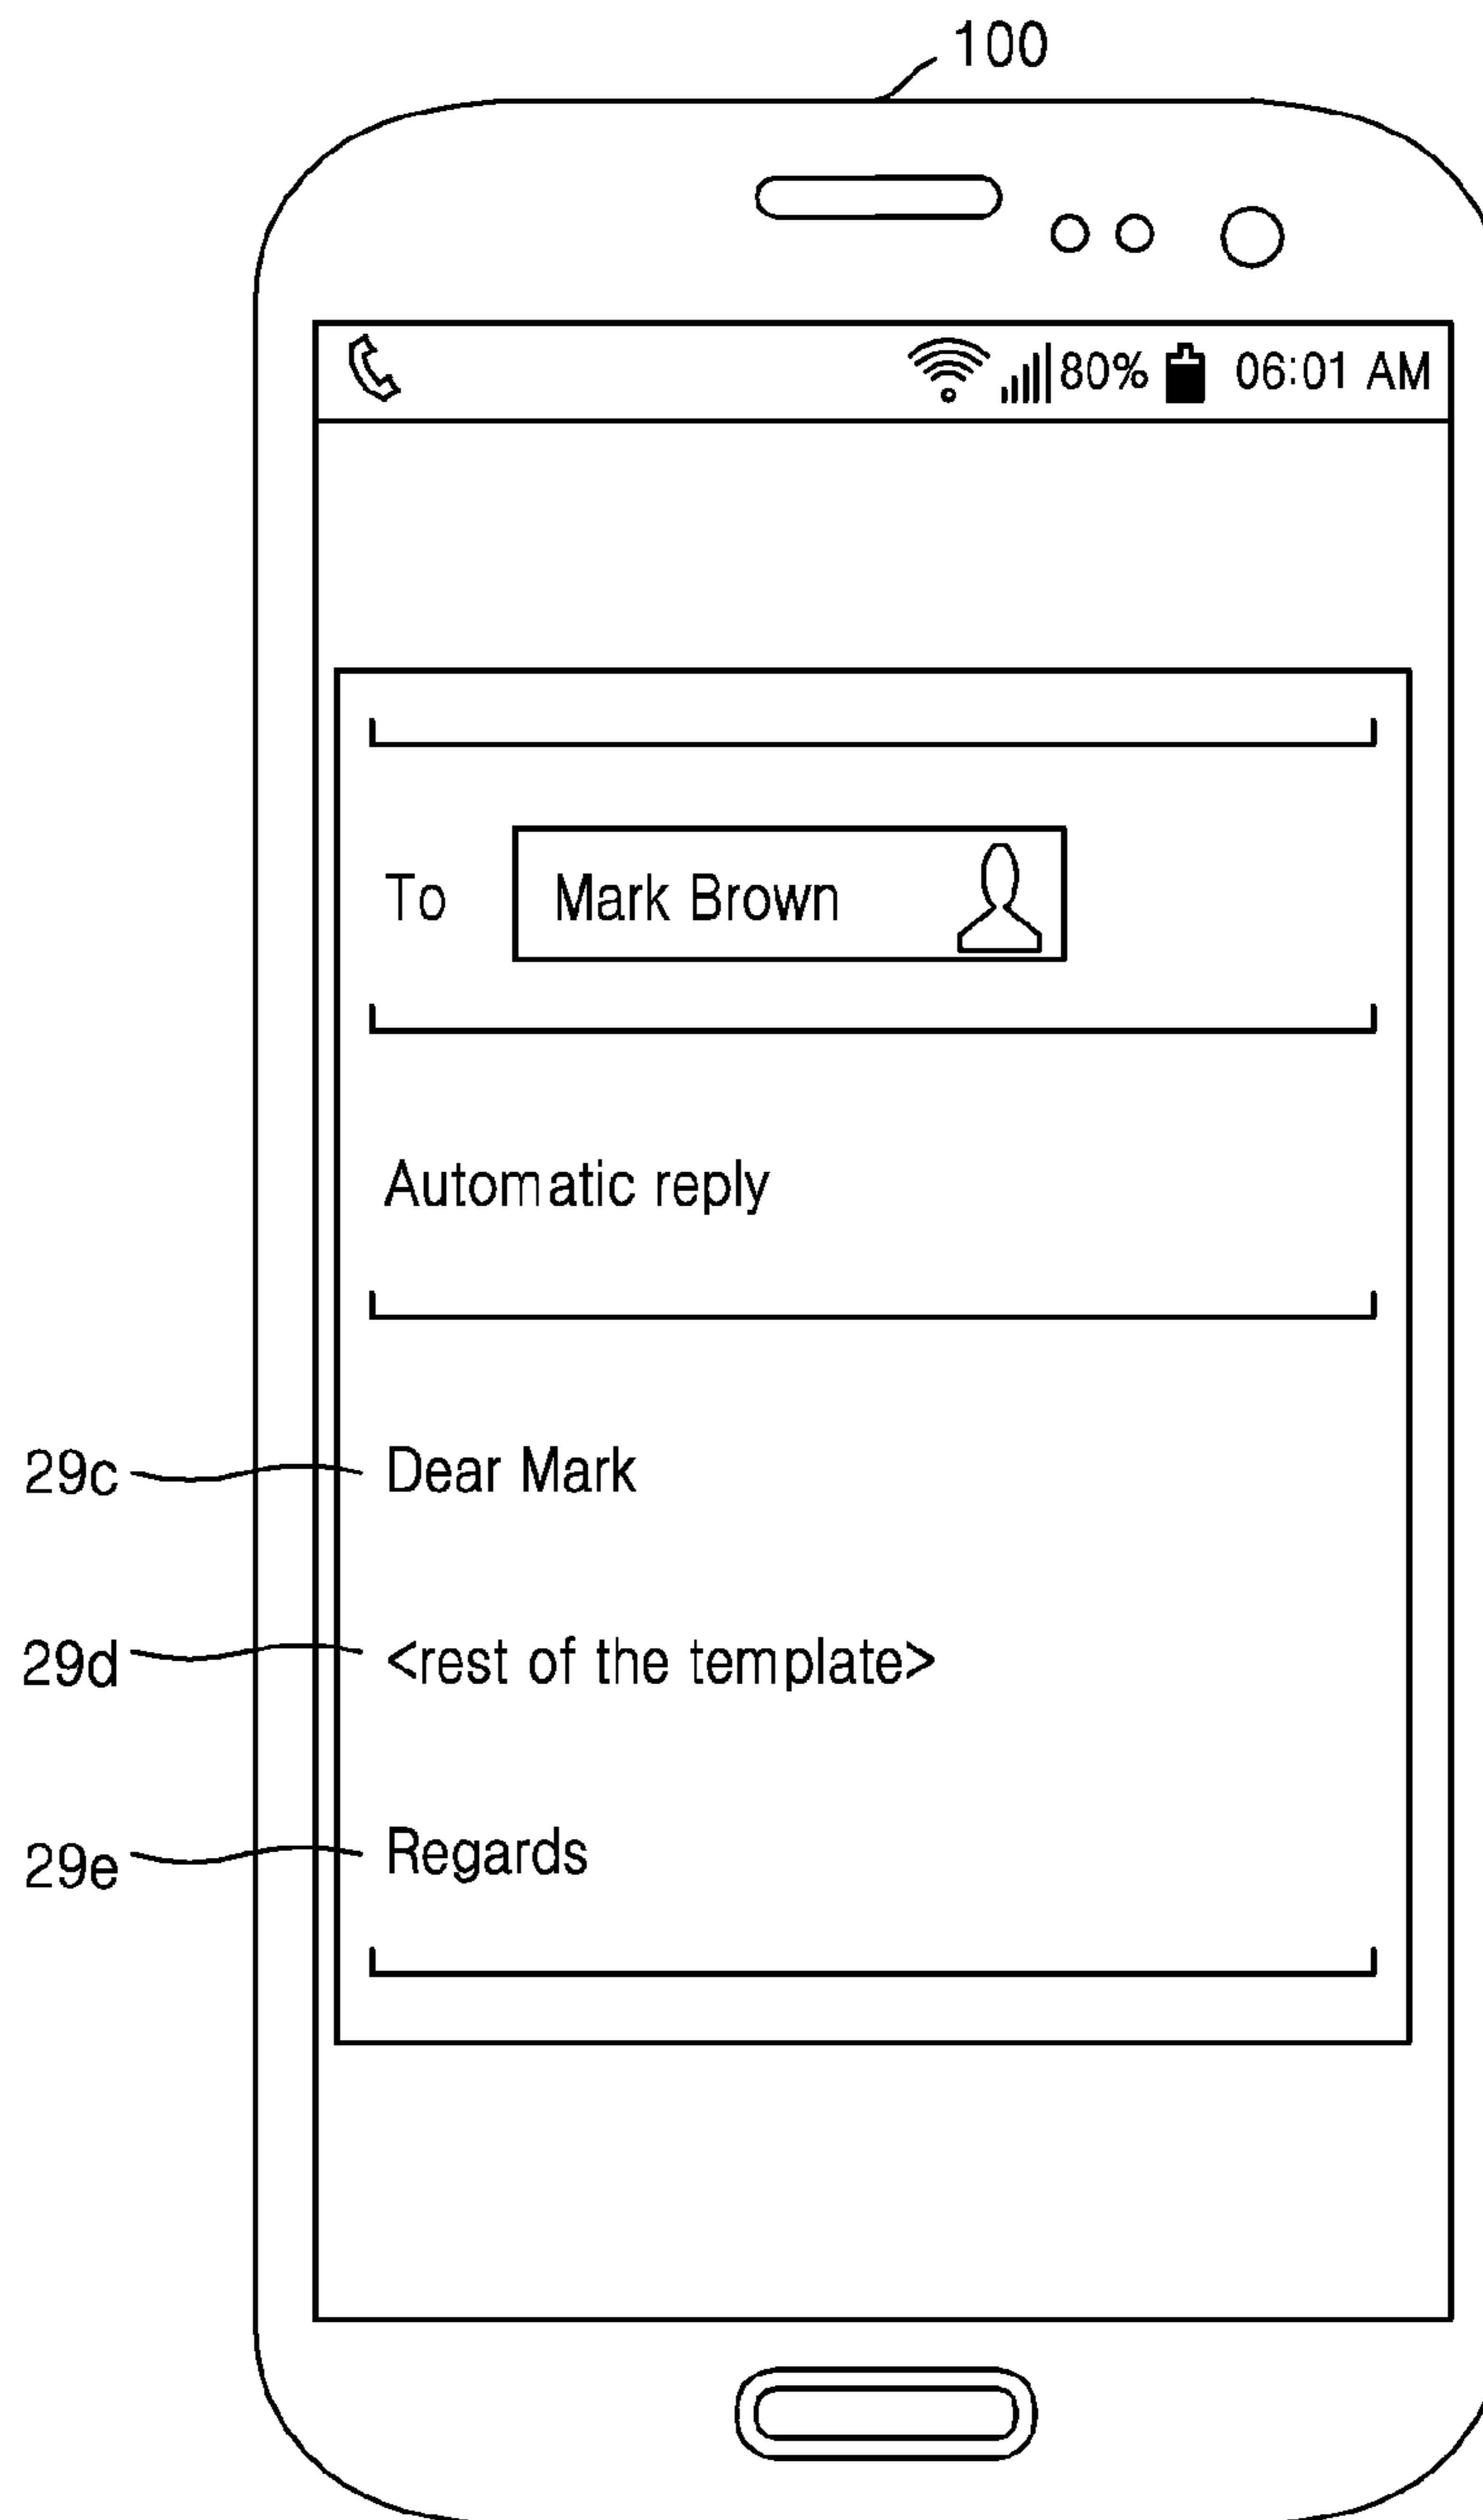 100
80% 06:01 AM
To Mark Brown
Automatic reply
29c Dear Mark
29d <rest of the template>
29e Regards